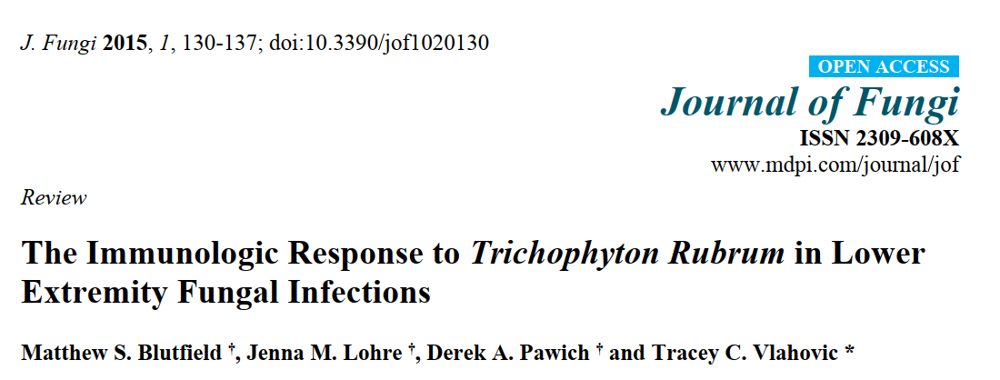 J. Fungi 2015, 1, 130-137; doi:10.3390/jof1020130
OPEN ACCESS
Journal of Fungi
ISSN 2309-608X
www.mdpi.com/journal/jof
Review
The Immunologic Response to Trichophyton Rubrum in Lower
Extremity Fungal Infections
Matthew S. Blutfield †, Jenna M. Lohre †, Derek A. Pawich † and Tracey C. Vlahovic *